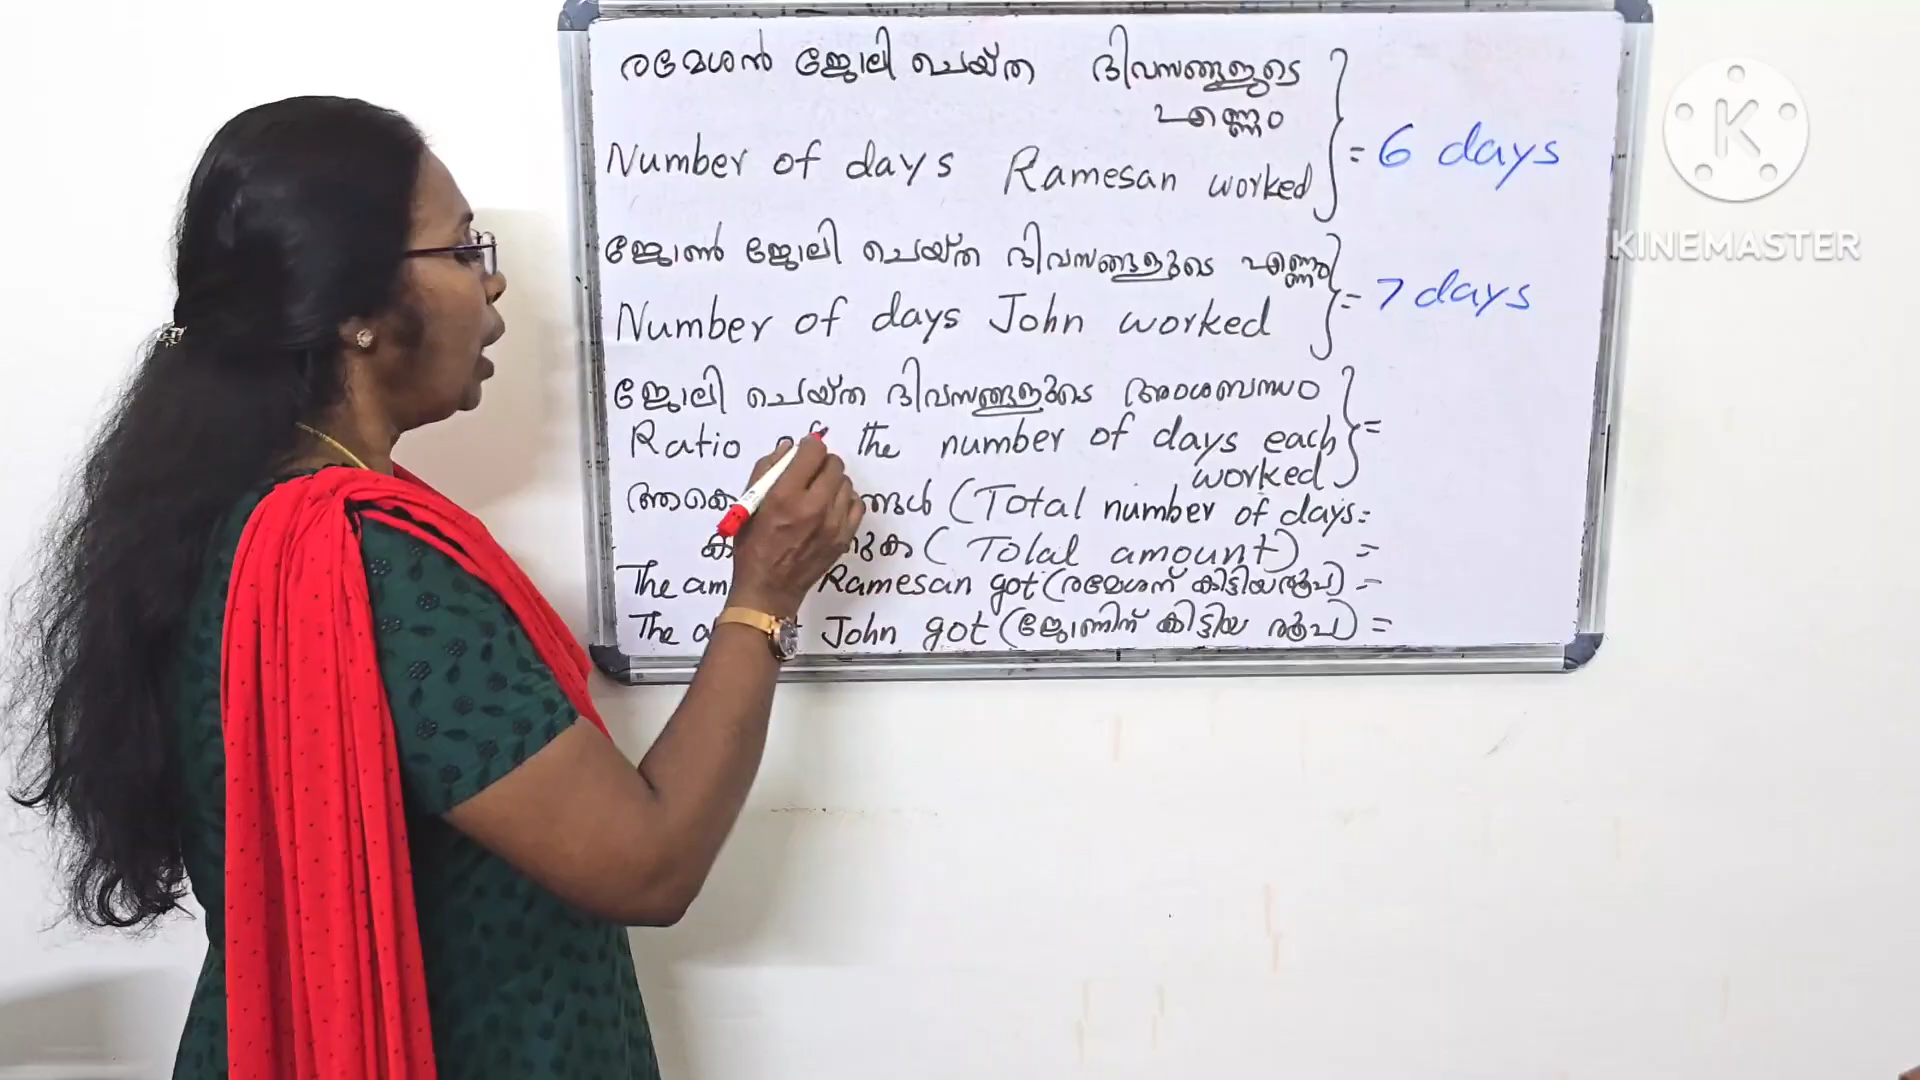 രമേശൻ ജോലി ചെയ്ത ദിവസങ്ങളുടെ
എണ്ണം
Number of days Ramesan worked = 6 days
ജോൺ ജോലി ചെയ്ത ദിവസങ്ങളുടെ എണ്ണം
Number of days John worked = 7 days
ജോലി ചെയ്ത ദിവസങ്ങളുടെ അംശബന്ധം
Ratio of the number of days each =
worked
ആകെ (Total number of days =
(Total amount) =
The Ramesan got (രമേശന് കിട്ടിയ രൂപ) =
The John got (ജോണിന് കിട്ടിയ രൂപ) =
K
KINEMASTER